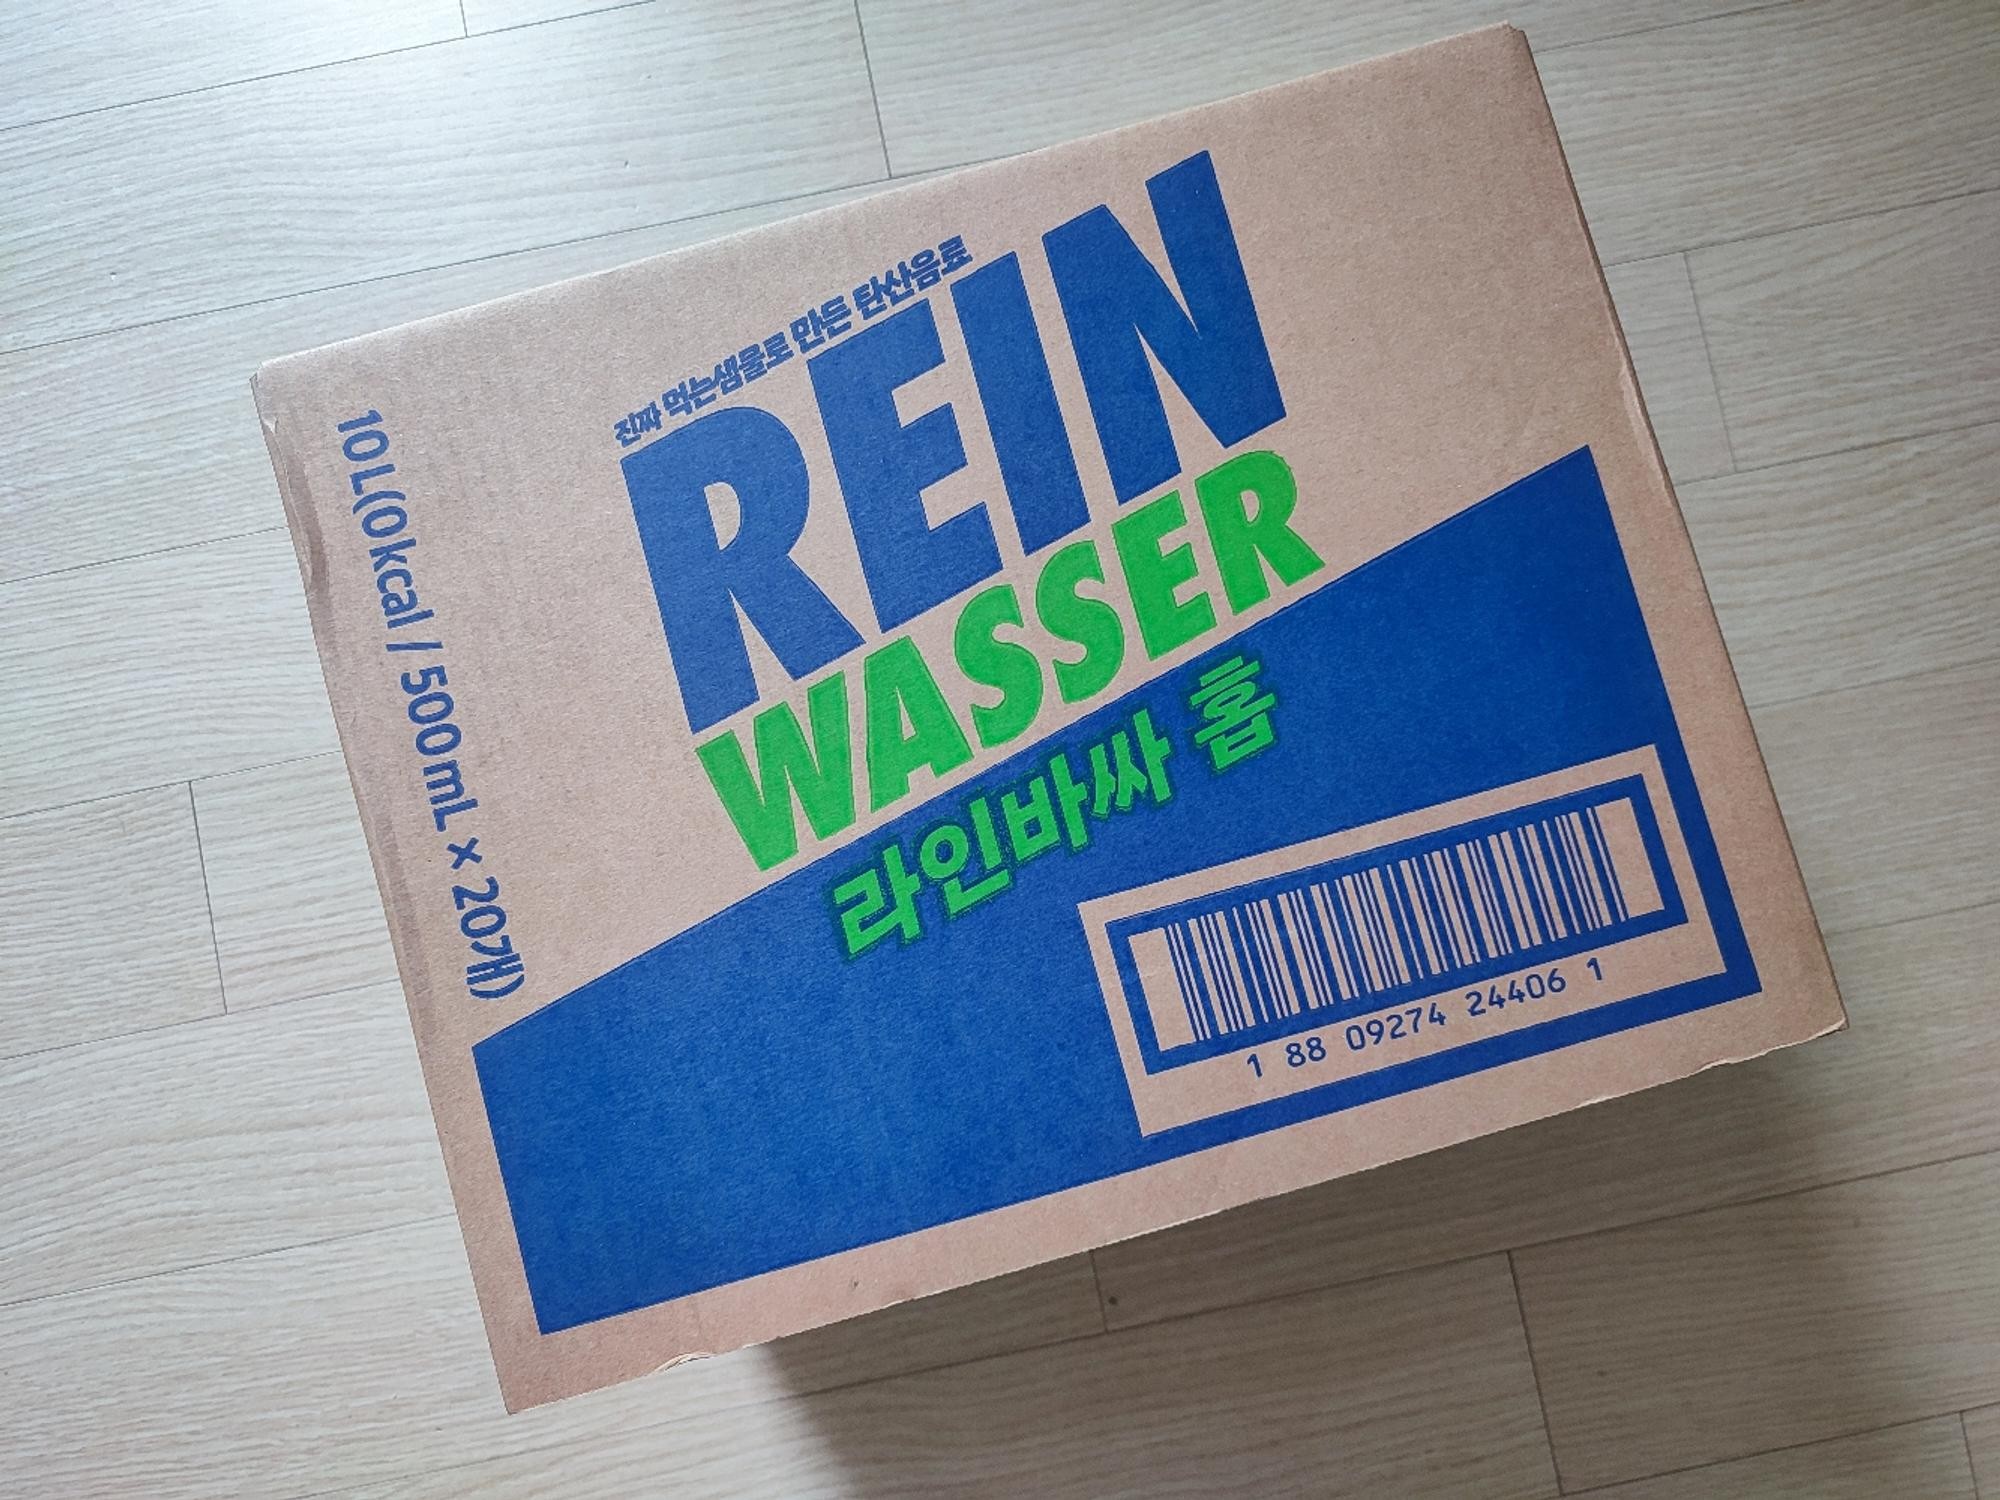 진짜 먹는샘물로 만든 탄산음료
REIN
WASSER
라인바싸 홉
10L(0kcal / 500mL × 20개)
1 88 09274 24406 1